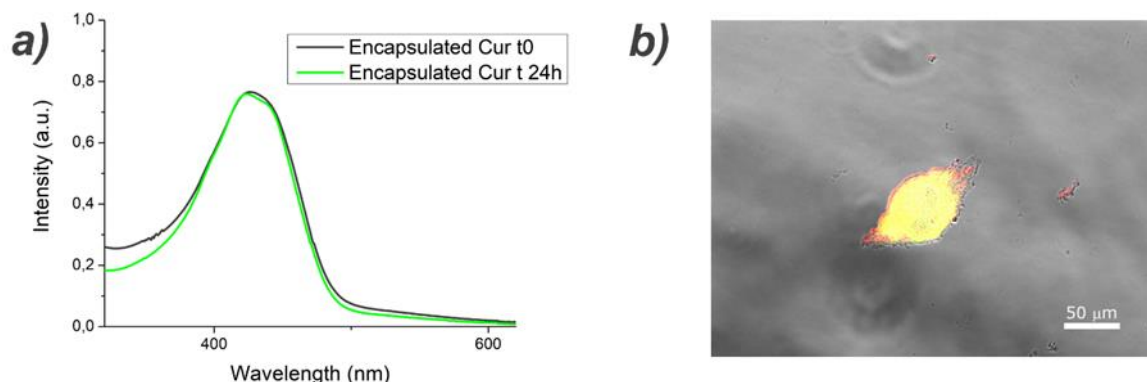 a)
1,0
0,8
0,6
0,4
0,2
0,0
Intensity (a.u.)
Encapsulated Cur t0
Encapsulated Cur t 24h
400
600
Wavelength (nm)
b)
50 μm